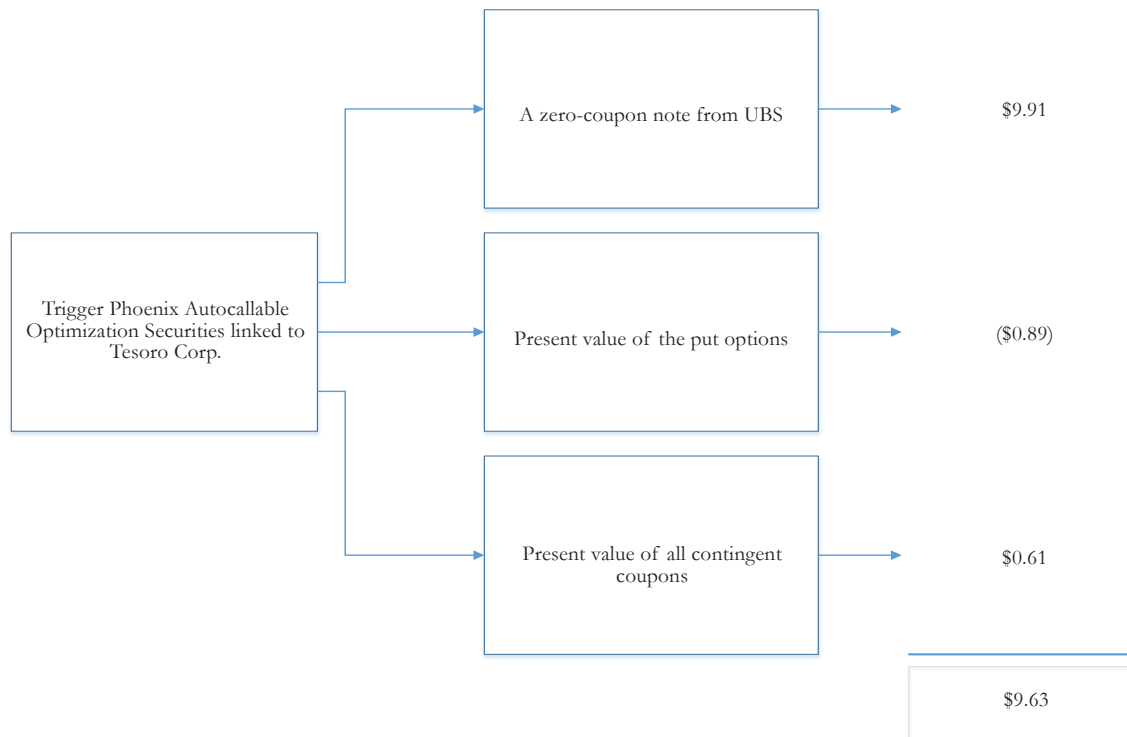 A zero-coupon note from UBS
$9.91
Trigger Phoenix Autocallable
Optimization Securities linked to
Tesoro Corp.
Present value of the put options
($0.89)
Present value of all contingent
coupons
$0.61
$9.63